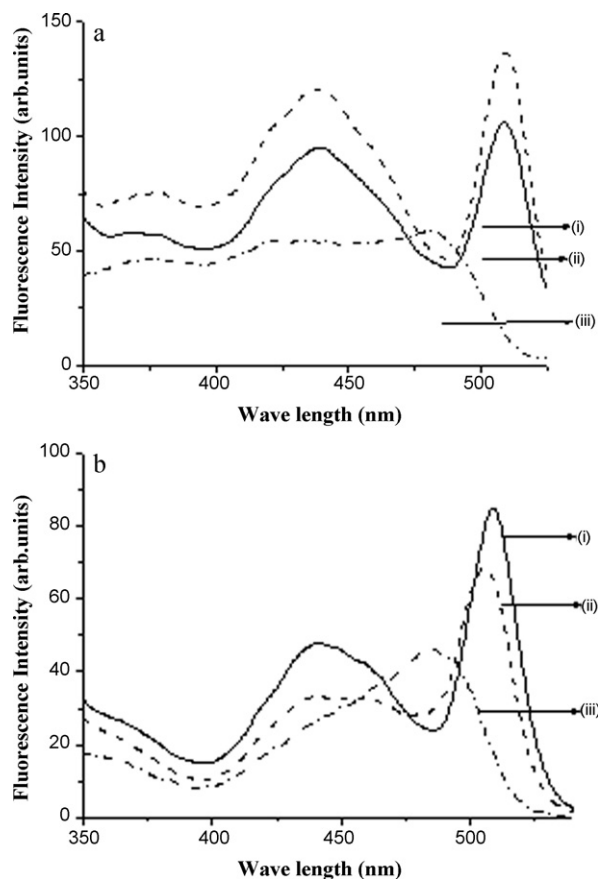 a
150
100
50
0
Fluorescence Intensity (arb.units)
(i)
(ii)
(iii)
350 400 450 500
Wave length (nm)
b
100
80
60
40
20
0
Fluorescence Intensity (arb.units)
(i)
(ii)
(iii)
350 400 450 500
Wave length (nm)